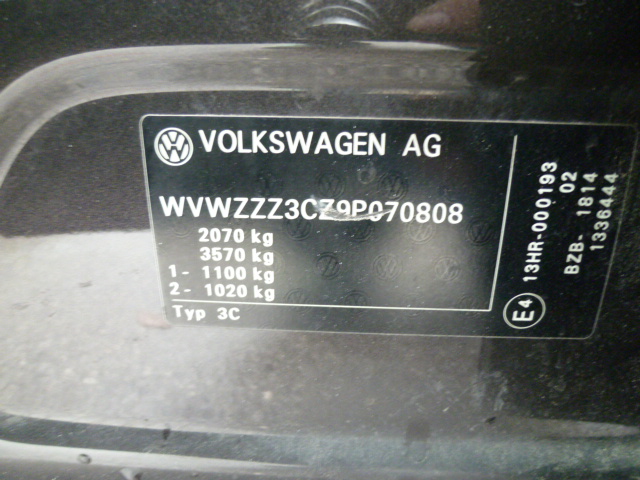 VOLKSWAGEN AG
WVWZZZ3CZ9P070808
2070 kg
3570 kg
1- 1100 kg
2- 1020 kg
Typ 3C
E4
13HR-000193
02
BZB- 1814
1336444